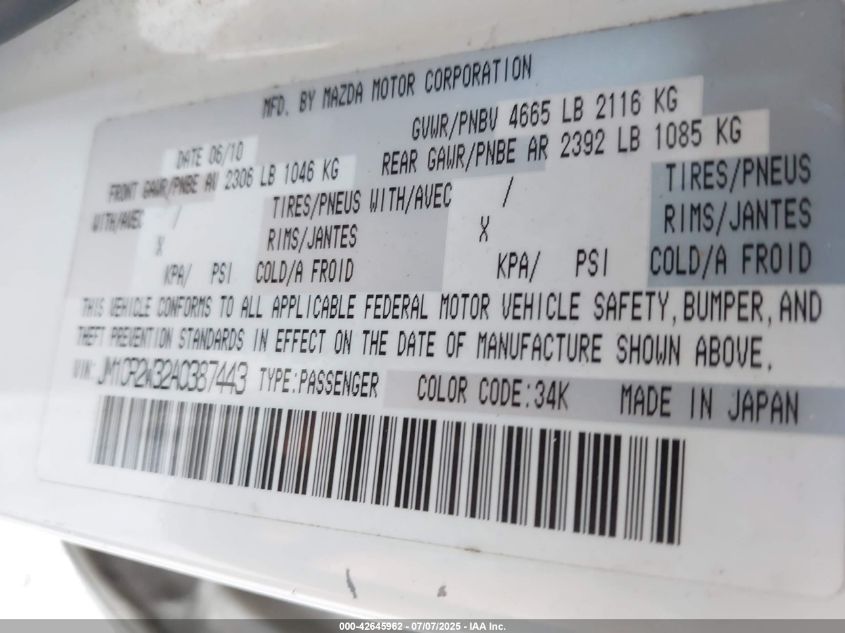 MFD. BY MAZDA MOTOR CORPORATION
DATE 06/10 GVWR/PNBV 4665 LB 2116 KG
FRONT GAWR/PNBE AV 2306 LB 1046 KG REAR GAWR/PNBE AR 2392 LB 1085 KG
WITH/AVEC / TIRES/PNEUS WITH/AVEC / TIRES/PNEUS
X RIMS/JANTES X RIMS/JANTES
KPA/ PSI COLD/A FROID KPA/ PSI COLD/A FROID
THIS VEHICLE CONFORMS TO ALL APPLICABLE FEDERAL MOTOR VEHICLE SAFETY, BUMPER, AND
THEFT PREVENTION STANDARDS IN EFFECT ON THE DATE OF MANUFACTURE SHOWN ABOVE.
VIN: JM1CR2W32A0387443 TYPE:PASSENGER COLOR CODE:34K MADE IN JAPAN
000-42645962 - 07/07/2025 - IAA Inc.